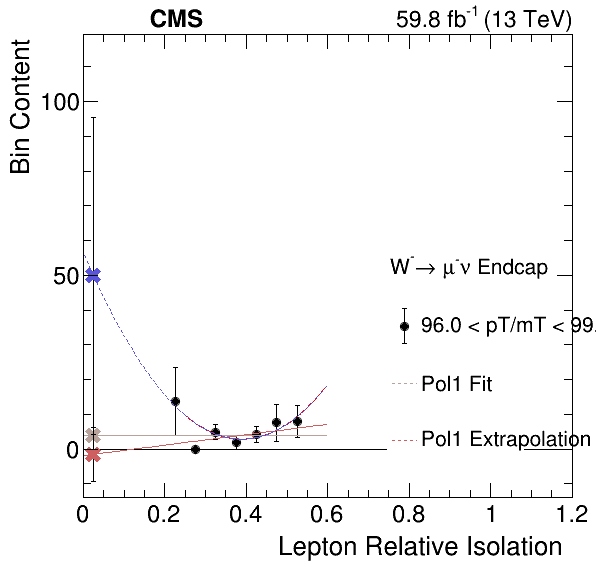 CMS 59.8 fb-1 (13 TeV)
Bin Content
100
50
0
W-→ μ-ν Endcap
96.0 < pT/mT < 99.
Pol1 Fit
Pol1 Extrapolation
0 0.2 0.4 0.6 0.8 1 1.2
Lepton Relative Isolation